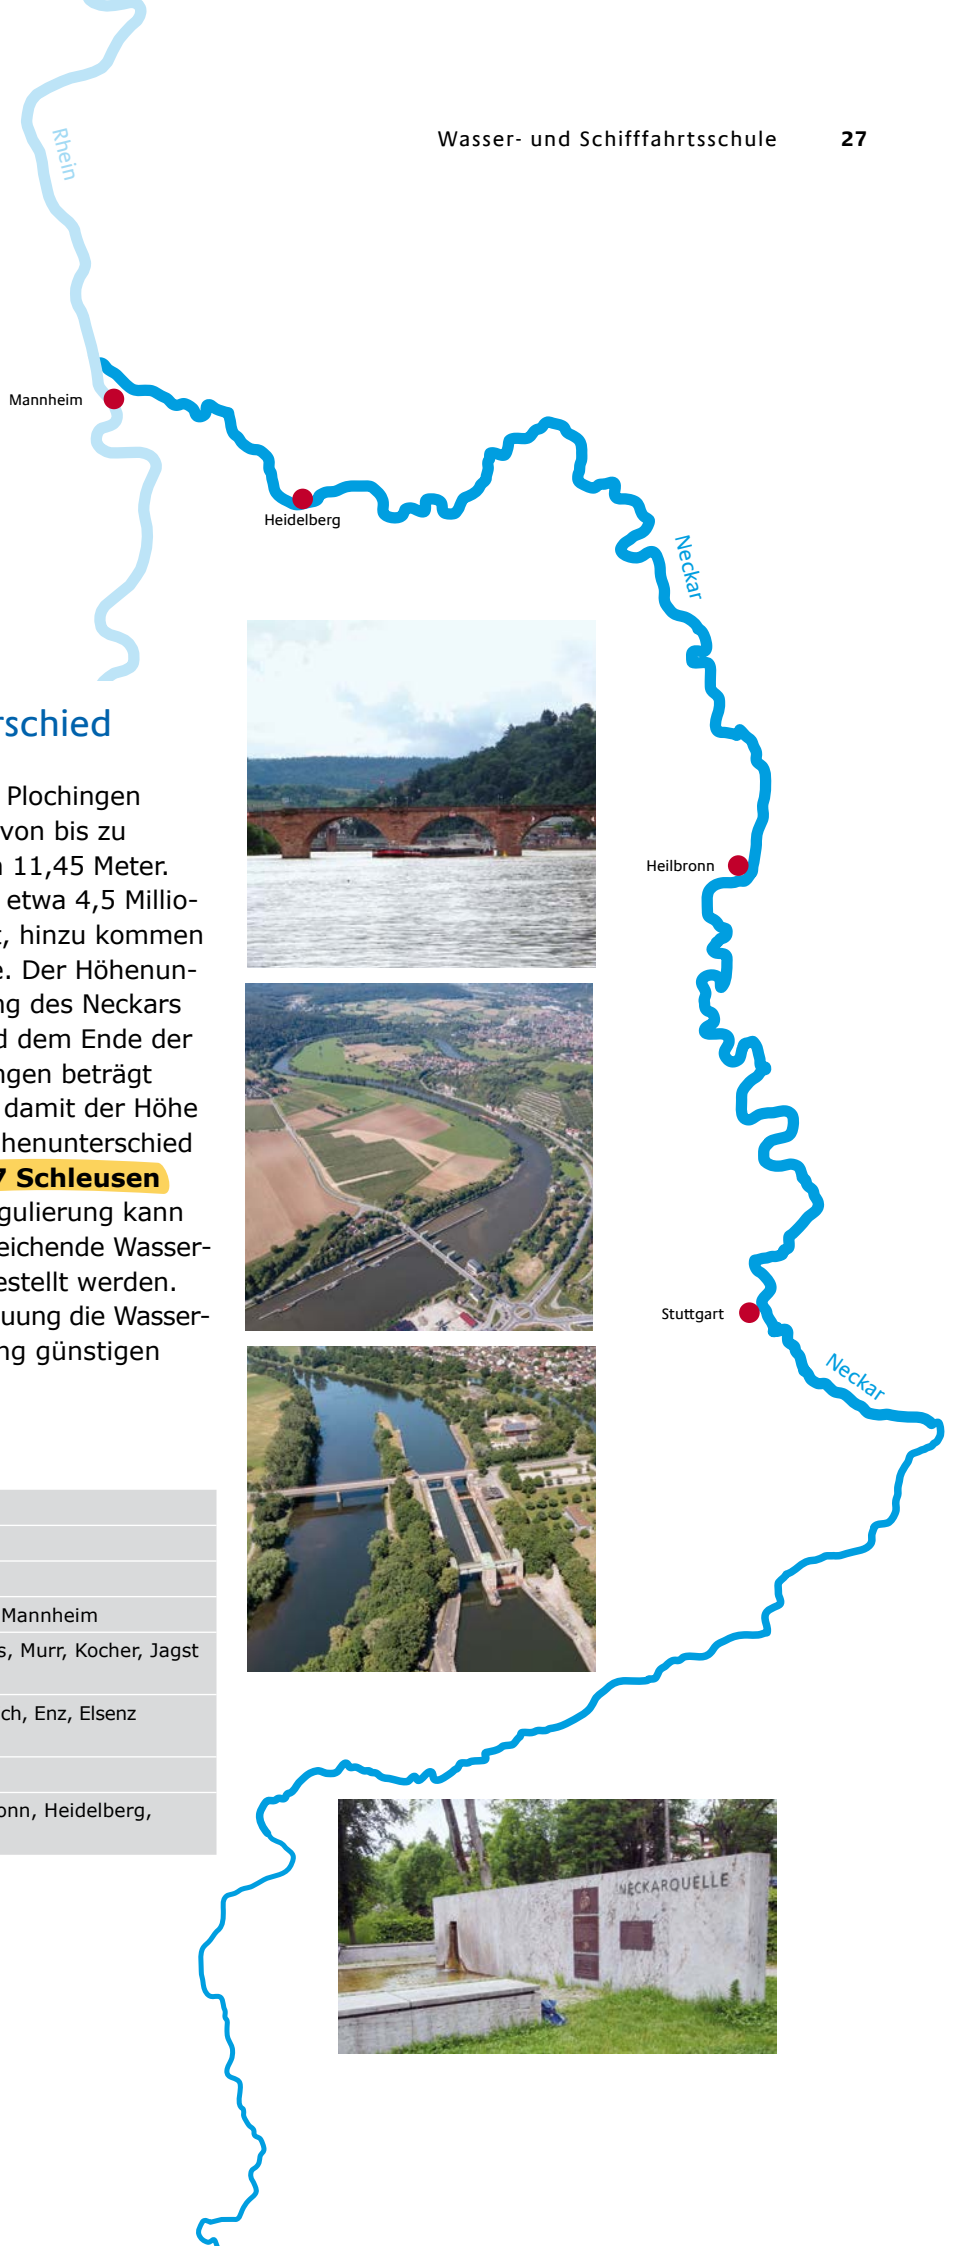 Wasser- und Schifffahrtsschule 27
Rhein
Mannheim
Heidelberg
Neckar
rschied
Plochingen
von bis zu
11,45 Meter.
etwa 4,5 Millio-
t, hinzu kommen
e. Der Höhenun-
ng des Neckars
d dem Ende der
ngen beträgt
damit der Höhe
henunterschied
7 Schleusen
gulierung kann
eichende Wasser-
estellt werden.
uung die Wasser-
ng günstigen
Heilbronn
Stuttgart
Neckar
Mannheim
s, Murr, Kocher, Jagst
ch, Enz, Elsenz
onn, Heidelberg,
NECKARQUELLE